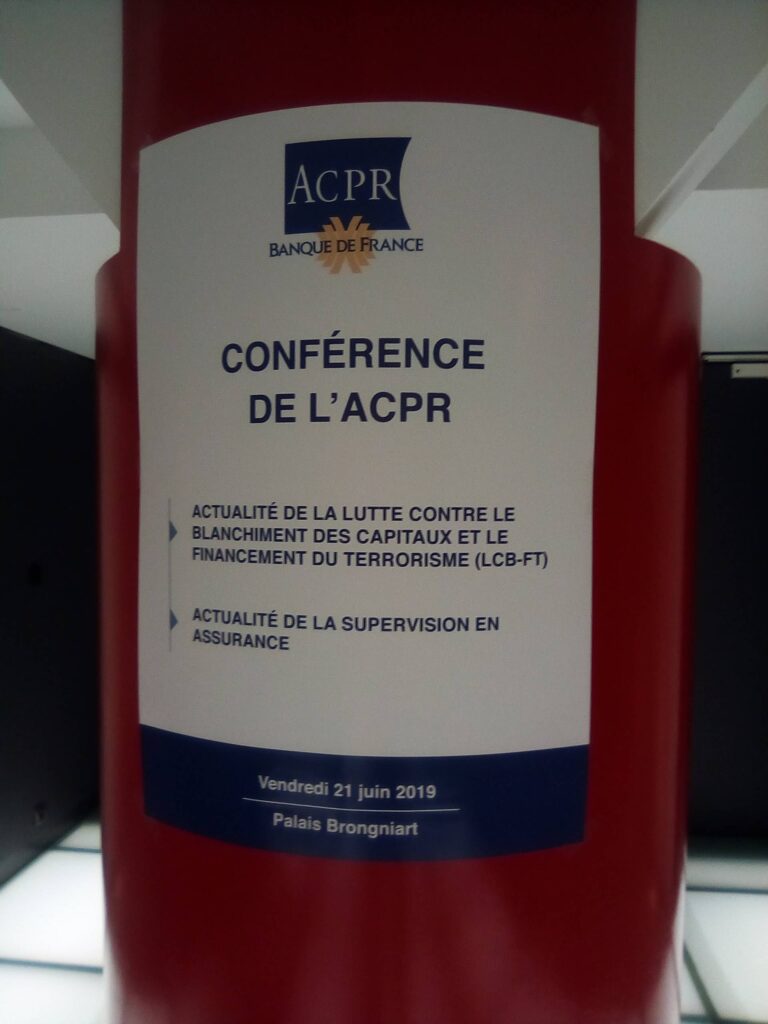 ACPR
BANQUE DE FRANCE
CONFÉRENCE
DE L'ACPR
ACTUALITÉ DE LA LUTTE CONTRE LE
BLANCHIMENT DES CAPITAUX ET LE
FINANCEMENT DU TERRORISME (LCB-FT)
ACTUALITÉ DE LA SUPERVISION EN
ASSURANCE
Vendredi 21 juin 2019
Palais Brongniart